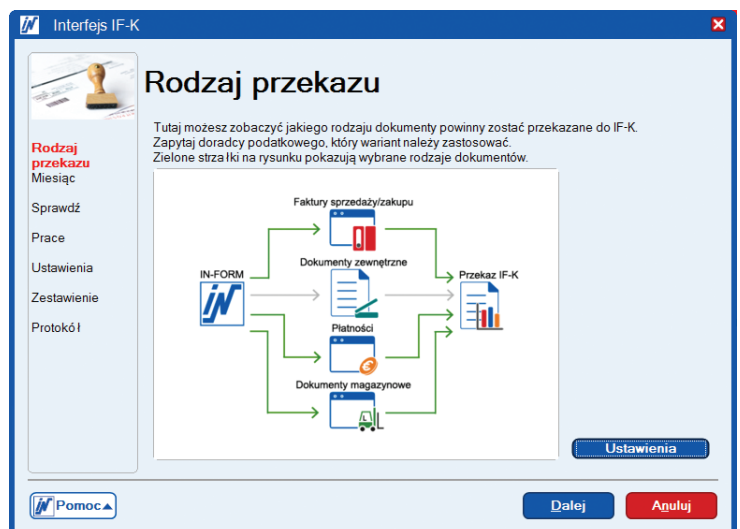 Interfejs IF-K
Rodzaj przekazu
Tutaj możesz zobaczyć jakiego rodzaju dokumenty powinny zostać przekazane do IF-K.
Zapytaj doradcy podatkowego, który wariant należy zastosować.
Zielone strzałki na rysunku pokazują wybrane rodzaje dokumentów.
Rodzaj
przekazu
Miesiąc
Sprawdź
Prace
Ustawienia
Zestawienie
Protokół
Faktury sprzedaży/zakupu
Dokumenty zewnętrzne
IN-FORM
Przekaz IF-K
Płatności
Dokumenty magazynowe
Ustawienia
Pomoc
Dalej
Anuluj